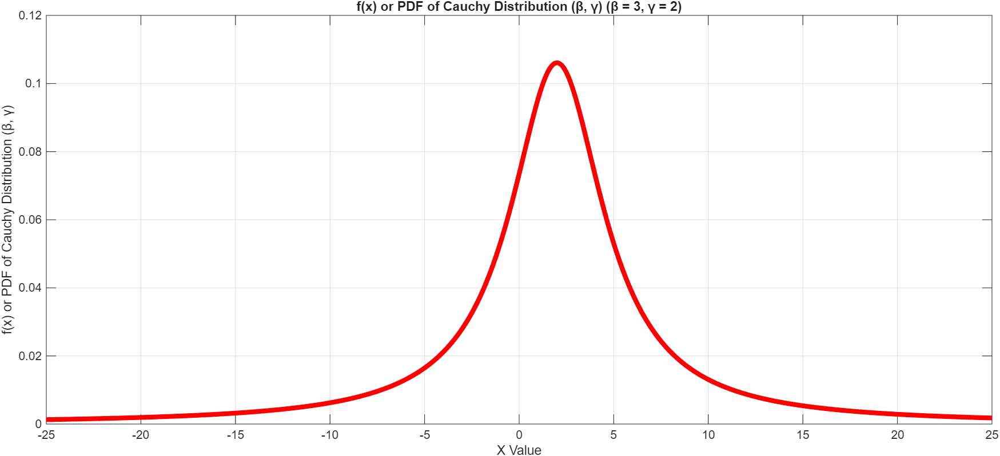 f(x) or PDF of Cauchy Distribution (β, γ) (β = 3, γ = 2)
f(x) or PDF of Cauchy Distribution (β, γ)
0.12
0.1
0.08
0.06
0.04
0.02
0
-25 -20 -15 -10 -5 0 5 10 15 20 25
X Value